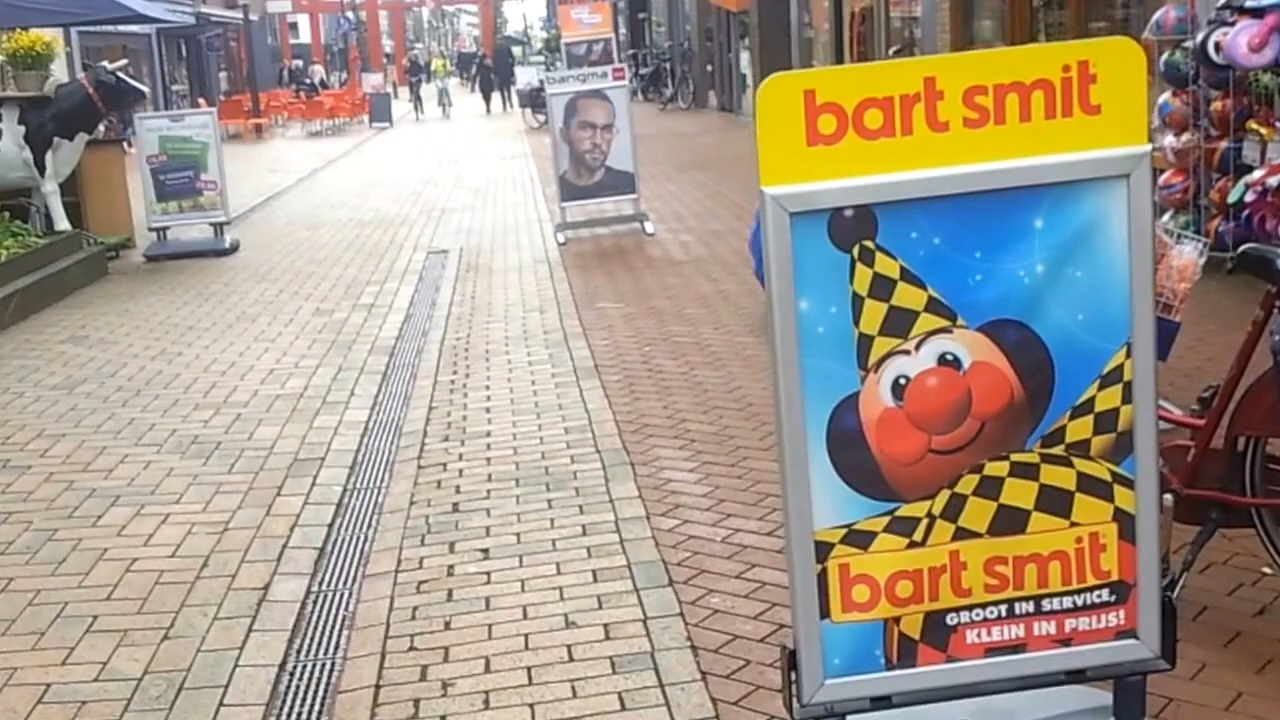 bart smit
bart smit
GROOT IN SERVICE,
KLEIN IN PRIJS!
bangma